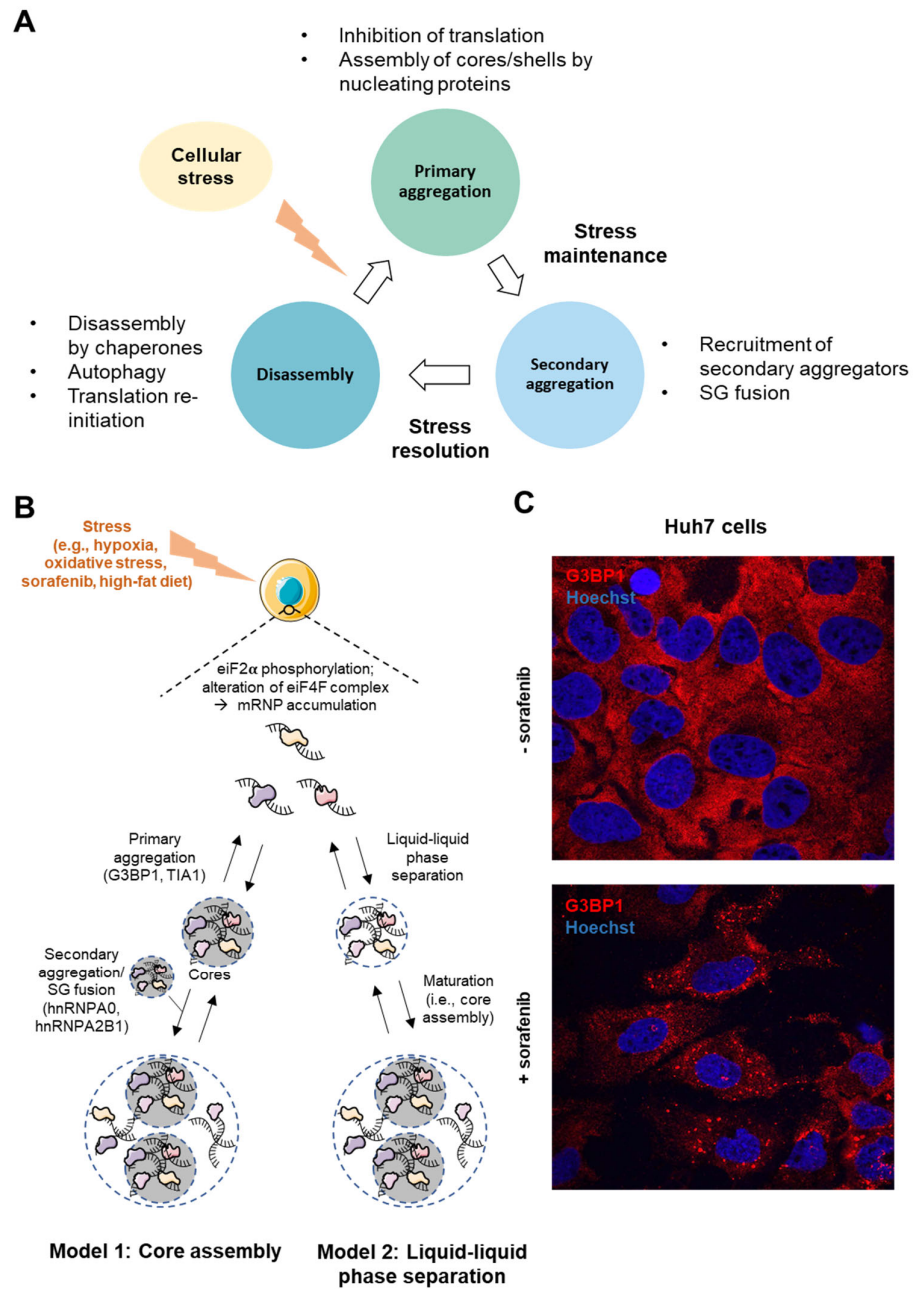 A
• Inhibition of translation
• Assembly of cores/shells by
nucleating proteins
Cellular
stress
Primary
aggregation
Stress
maintenance
• Disassembly
by chaperones
• Autophagy
• Translation re-
initiation
Disassembly
Secondary
aggregation
• Recruitment of
secondary aggregators
• SG fusion
Stress
resolution
B
Stress
(e.g., hypoxia,
oxidative stress,
sorafenib, high-fat diet)
eiF2α phosphorylation;
alteration of eiF4F complex
→ mRNP accumulation
Primary
aggregation
(G3BP1, TIA1)
Liquid-liquid
phase
separation
Cores
Secondary
aggregation/
SG fusion
(hnRNPA0,
hnRNPA2B1)
Maturation
(i.e., core
assembly)
Model 1: Core assembly
Model 2: Liquid-liquid
phase separation
C
Huh7 cells
G3BP1
Hoechst
- sorafenib
G3BP1
Hoechst
+ sorafenib